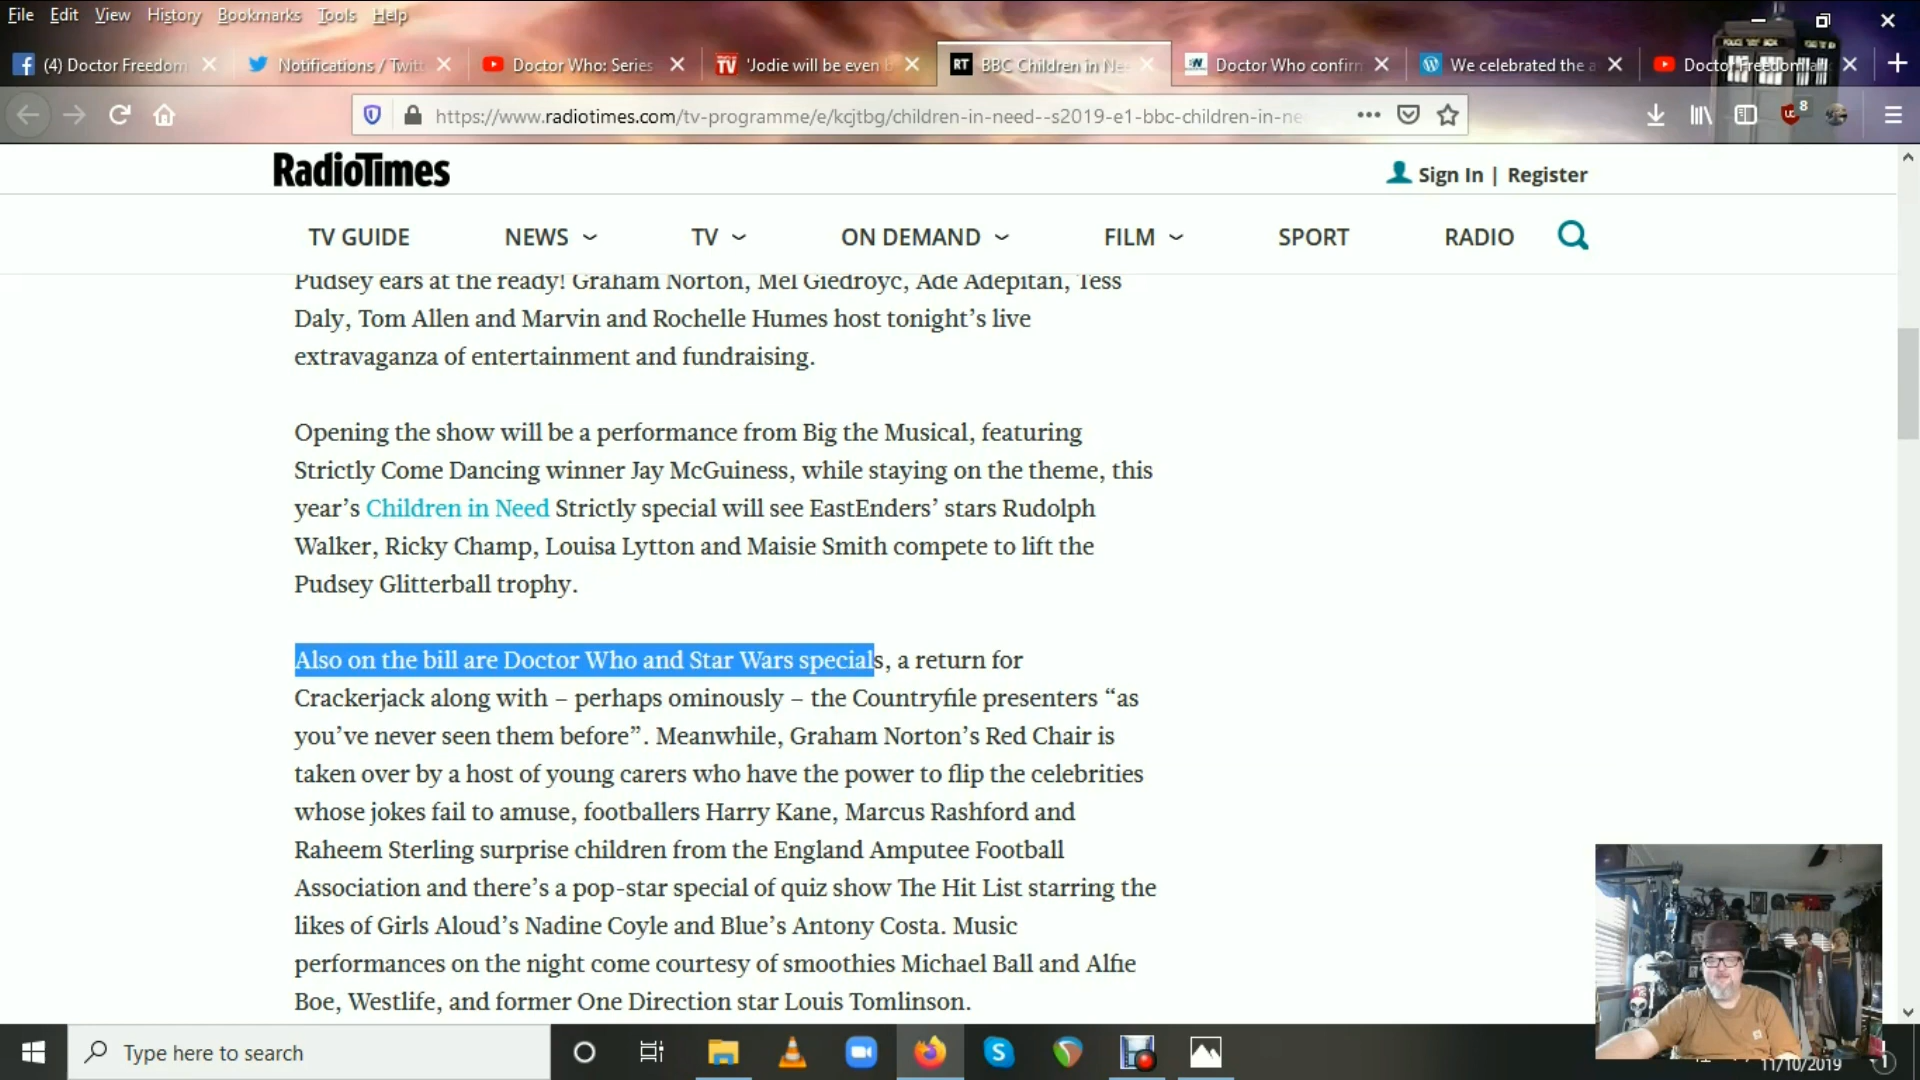 File Edit View History Bookmarks Tools Help
(4) Doctor Freedom
Notifications / Twitt
Doctor Who: Series
'Jodie will be even b
BBC Children in Ne
Doctor Who confirm
We celebrated the a
https://www.radiotimes.com/tv-programme/e/kcjtbg/children-in-need--s2019-e1-bbc-children-in-ne
8
RadioTimes
Sign In | Register
TV GUIDE NEWS TV ON DEMAND FILM SPORT RADIO
Pudsey ears at the ready! Graham Norton, Mel Giedroyc, Ade Adepitan, Tess
Daly, Tom Allen and Marvin and Rochelle Humes host tonight’s live
extravaganza of entertainment and fundraising.
Opening the show will be a performance from Big the Musical, featuring
Strictly Come Dancing winner Jay McGuiness, while staying on the theme, this
year’s Children in Need Strictly special will see EastEnders’ stars Rudolph
Walker, Ricky Champ, Louisa Lytton and Maisie Smith compete to lift the
Pudsey Glitterball trophy.
Also on the bill are Doctor Who and Star Wars specials, a return for
Crackerjack along with – perhaps ominously – the Countryfile presenters “as
you’ve never seen them before”. Meanwhile, Graham Norton’s Red Chair is
taken over by a host of young carers who have the power to flip the celebrities
whose jokes fail to amuse, footballers Harry Kane, Marcus Rashford and
Raheem Sterling surprise children from the England Amputee Football
Association and there’s a pop-star special of quiz show The Hit List starring the
likes of Girls Aloud’s Nadine Coyle and Blue’s Antony Costa. Music
performances on the night come courtesy of smoothies Michael Ball and Alfie
Boe, Westlife, and former One Direction star Louis Tomlinson.
Type here to search
11/10/2019
1